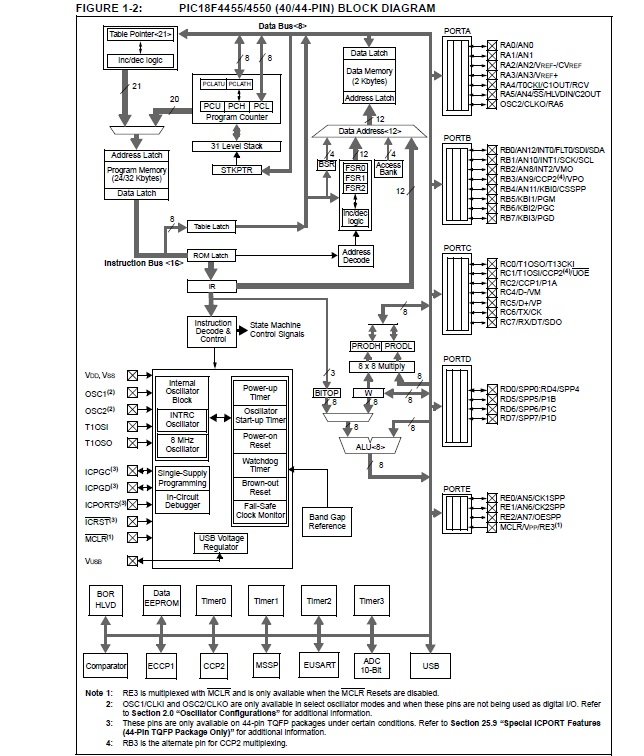 FIGURE 1-2: PIC18F4455/4550 (40/44-PIN) BLOCK DIAGRAM
Data Bus<8>
Table Pointer<21>
inc/dec logic
21
20
8
8
PCLATU PCLATH
PCU PCH PCL
Program Counter
31 Level Stack
STKPTR
Address Latch
Program Memory
(24/32 Kbytes)
Data Latch
8
Table Latch
ROM Latch
Instruction Bus <16>
IR
Data Latch
Data Memory
(2 Kbytes)
Address Latch
12
Data Address<12>
4
12
4
BSR
FSR0
FSR1
FSR2
Access
Bank
12
inc/dec
logic
Address
Decode
Instruction
Decode &
Control
State Machine
Control Signals
8
PRODH PRODL
8 x 8 Multiply
3
8
BITOP
W
8
8
8
8
8
ALU<8>
8
VDD, VSS
OSC1(2)
OSC2(2)
T1OSI
T1OSO
ICPGC(3)
ICPGD(3)
ICPORTS(3)
ICRST(3)
MCLR(1)
VUSB
Internal
Oscillator
Block
INTRC
Oscillator
8 MHz
Oscillator
Single-Supply
Programming
In-Circuit
Debugger
Power-up
Timer
Oscillator
Start-up Timer
Power-on
Reset
Watchdog
Timer
Brown-out
Reset
Fail-Safe
Clock Monitor
USB Voltage
Regulator
Band Gap
Reference
PORTA
RA0/AN0
RA1/AN1
RA2/AN2/VREF-/CVREF
RA3/AN3/VREF+
RA4/T0CKI/C1OUT/RCV
RA5/AN4/SS/HLVDIN/C2OUT
OSC2/CLKO/RA6
PORTB
RB0/AN12/INT0/FLT0/SDI/SDA
RB1/AN10/INT1/SCK/SCL
RB2/AN8/INT2/VMO
RB3/AN9/CCP2(4)/VPO
RB4/AN11/KBI0/CSSPP
RB5/KBI1/PGM
RB6/KBI2/PGC
RB7/KBI3/PGD
PORTC
RC0/T1OSO/T13CKI
RC1/T1OSI/CCP2(4)/UOE
RC2/CCP1/P1A
RC4/D-/VM
RC5/D+/VP
RC6/TX/CK
RC7/RX/DT/SDO
PORTD
RD0/SPP0:RD4/SPP4
RD5/SPP5/P1B
RD6/SPP6/P1C
RD7/SPP7/P1D
PORTE
RE0/AN5/CK1SPP
RE1/AN6/CK2SPP
RE2/AN7/OESPP
MCLR/VPP/RE3(1)
BOR
HLVD
Data
EEPROM
Timer0
Timer1
Timer2
Timer3
Comparator
ECCP1
CCP2
MSSP
EUSART
ADC
10-Bit
USB
Note 1: RE3 is multiplexed with MCLR and is only available when the MCLR Resets are disabled.
2: OSC1/CLKI and OSC2/CLKO are only available in select oscillator modes and when these pins are not being used as digital I/O. Refer
to Section 2.0 “Oscillator Configurations” for additional information.
3: These pins are only available on 44-pin TQFP packages under certain conditions. Refer to Section 25.9 “Special ICPORT Features
(44-Pin TQFP Package Only)” for additional information.
4: RB3 is the alternate pin for CCP2 multiplexing.